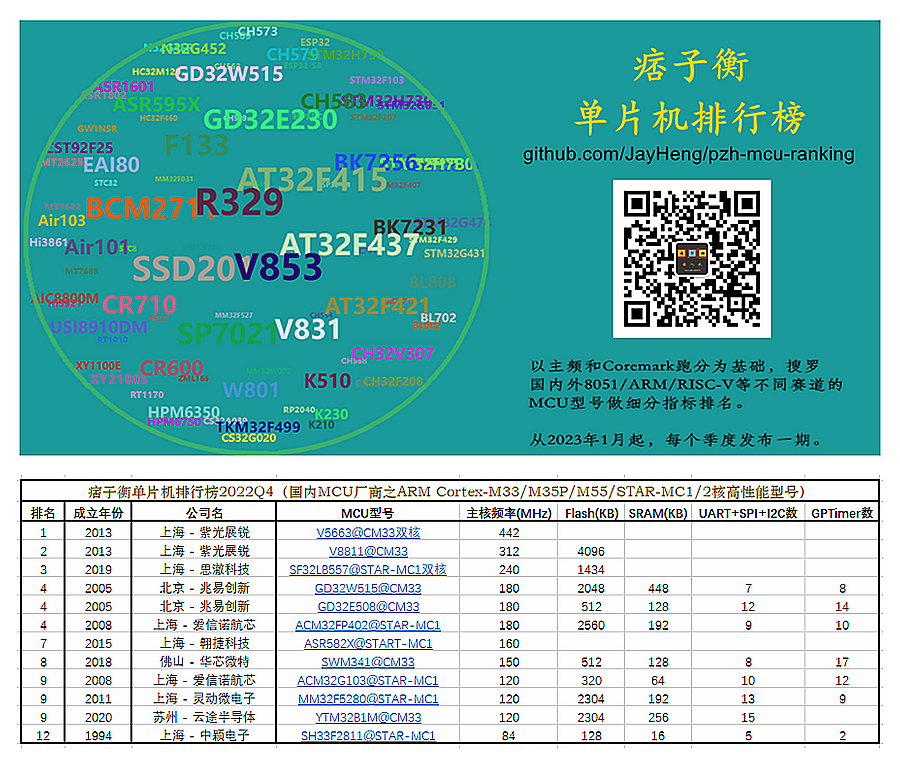 CH573
CH579
N32G452
ESP32
GD32W515
HC32M120
ASR1601
STM32F103
ASR595X
CH583
HC32F460
GD32E230
GW1NSR
F133
CST92F25
EAI80
BK7256
STC32
MM32F031
AT32F415
R329
BCM271
Air103
BK7231
Hi3861
Air101
AT32F437
STM32F429
STM32G431
SSD20
V853
MT7688
BL808
AIC8800M
CR710
AT32F421
MM32F527
BL702
USI8910DM
SP7021
V831
RT1010
CH32V307
XY1100E
CR600
XY2100S
ZML165
K510
CH32F208
W801
RT1170
HPM6350
RP2040
K230
HPM6750
TKM32F499
K210
CS32G020
痞子衡
单片机排行榜
github.com/JayHeng/pzh-mcu-ranking
以主频和Coremark跑分为基础，搜罗
国内外8051/ARM/RISC-V等不同赛道的
MCU型号做细分指标排名。
从2023年1月起，每个季度发布一期。
痞子衡单片机排行榜2022Q4（国内MCU厂商之ARM Cortex-M33/M35P/M55/STAR-MC1/2核高性能型号）
排名 成立年份 公司名 MCU型号 主核频率(MHz) Flash(KB) SRAM(KB) UART+SPI+I2C数 GPTimer数
1 2013 上海 - 紫光展锐 V5663@CM33双核 442
2 2013 上海 - 紫光展锐 V8811@CM33 312 4096
3 2019 上海 - 思澈科技 SF32LB557@STAR-MC1双核 240 1434
4 2005 北京 - 兆易创新 GD32W515@CM33 180 2048 448 7 8
4 2005 北京 - 兆易创新 GD32E508@CM33 180 512 128 12 14
4 2008 上海 - 爱信诺航芯 ACM32FP402@STAR-MC1 180 2560 192 9 10
7 2015 上海 - 翱捷科技 ASR582X@START-MC1 160
8 2018 佛山 - 华芯微特 SWM341@CM33 150 512 128 8 17
9 2008 上海 - 爱信诺航芯 ACM32G103@STAR-MC1 120 320 64 10 12
9 2011 上海 - 灵动微电子 MM32F5280@STAR-MC1 120 2304 192 13 9
9 2020 苏州 - 云途半导体 YTM32B1M@CM33 120 2304 256 15
12 1994 上海 - 中颖电子 SH33F2811@STAR-MC1 84 128 16 5 2